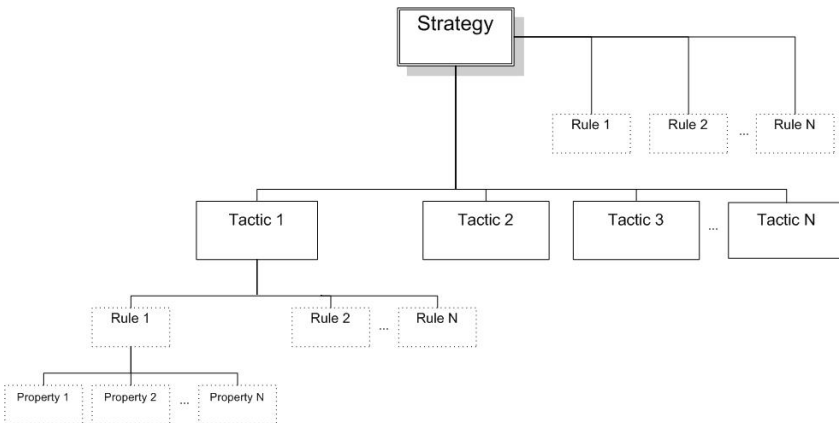 Strategy
Rule 1 Rule 2 ... Rule N
Tactic 1 Tactic 2 Tactic 3 ... Tactic N
Rule 1 Rule 2 ... Rule N
Property 1 Property 2 ... Property N